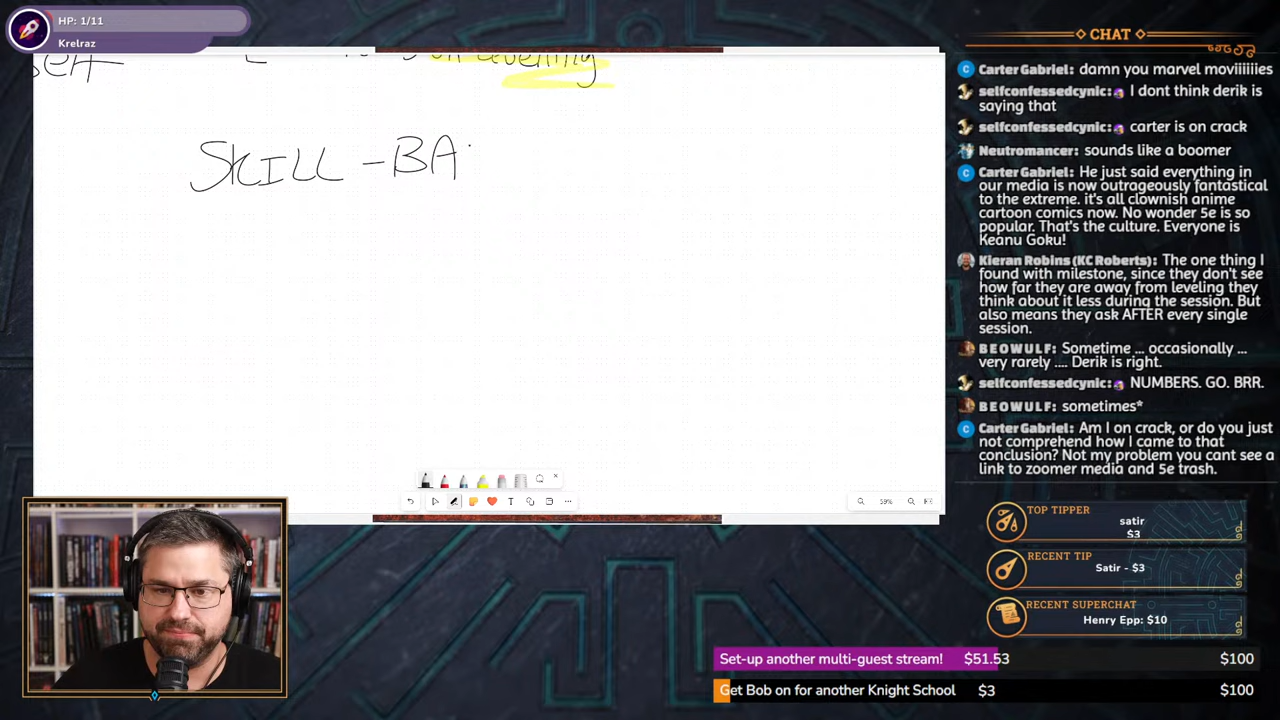 HP: 1/11
Krelraz
leveling
SKILL -BA
CHAT
Carter Gabriel: damn you marvel moviiiiiies
selfconfessedcynic: I dont think derik is
saying that
selfconfessedcynic: carter is on crack
Neutromancer: sounds like a boomer
Carter Gabriel: He just said everything in
our media is now outrageously fantastical
to the extreme. it's all clownish anime
cartoon comics now. No wonder 5e is so
popular. That's the culture. Everyone is
Keanu Goku!
Kieran Robins (KC Roberts): The one thing I
found with milestone, since they don't see
how far they are away from leveling they
think about it less during the session. But
also means they ask AFTER every single
session.
BEOWULF: Sometime ... occasionally ...
very rarely .... Derik is right.
selfconfessedcynic: NUMBERS. GO. BRR.
BEOWULF: sometimes*
Carter Gabriel: Am I on crack, or do you just
not comprehend how I came to that
conclusion? Not my problem you cant see a
link to zoomer media and 5e trash.
T
59%
TOP TIPPER
satir
$3
RECENT TIP
Satir - $3
RECENT SUPERCHAT
Henry Epp: $10
Set-up another multi-guest stream! $51.53 $100
Get Bob on for another Knight School $3 $100